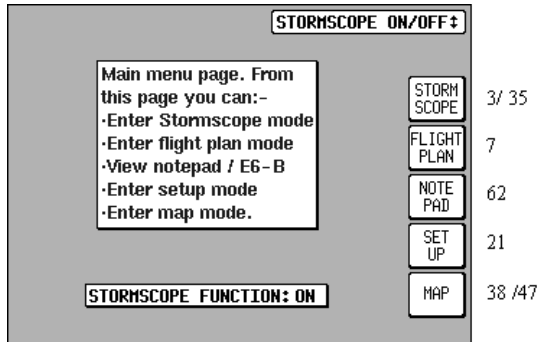 STORMSCOPE ON/OFF↕
Main menu page. From
this page you can:-
·Enter Stormscope mode
·Enter flight plan mode
·View notepad / E6-B
·Enter setup mode
·Enter map mode.
STORM
SCOPE
3/ 35
FLIGHT
PLAN
7
NOTE
PAD
62
SET
UP
21
MAP
38 /47
STORMSCOPE FUNCTION: ON